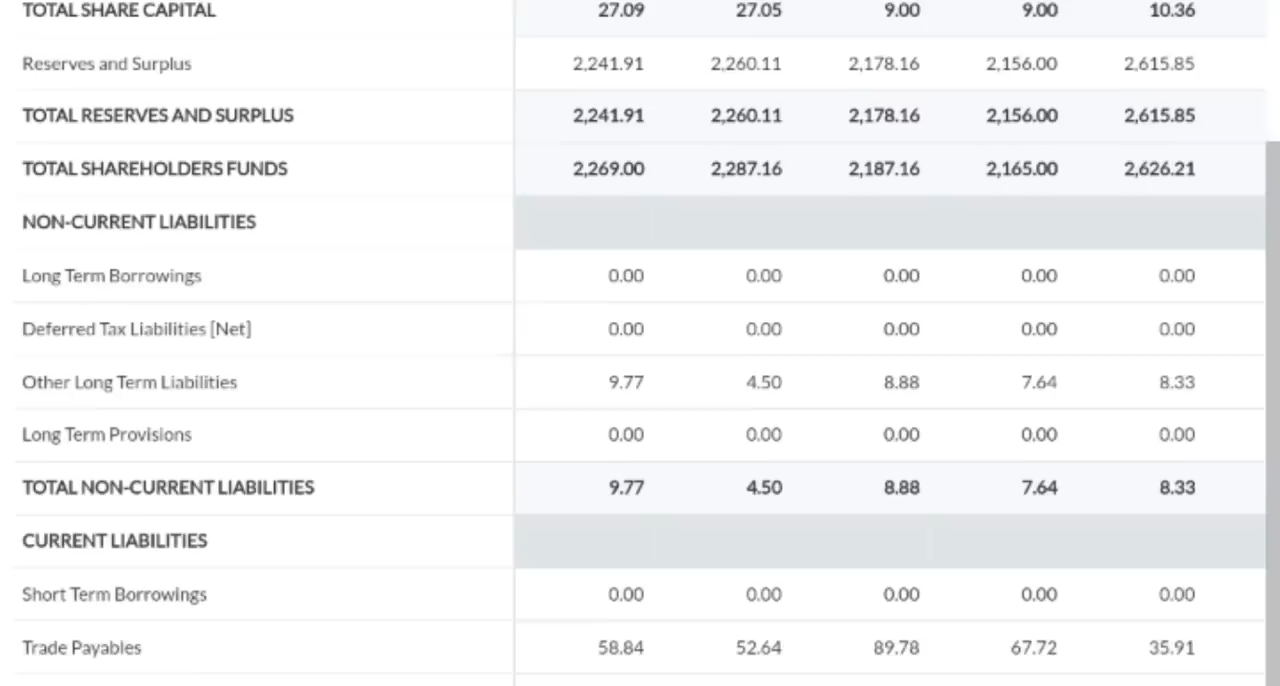 TOTAL SHARE CAPITAL 27.09 27.05 9.00 9.00 10.36
Reserves and Surplus 2,241.91 2,260.11 2,178.16 2,156.00 2,615.85
TOTAL RESERVES AND SURPLUS 2,241.91 2,260.11 2,178.16 2,156.00 2,615.85
TOTAL SHAREHOLDERS FUNDS 2,269.00 2,287.16 2,187.16 2,165.00 2,626.21
NON-CURRENT LIABILITIES
Long Term Borrowings 0.00 0.00 0.00 0.00 0.00
Deferred Tax Liabilities [Net] 0.00 0.00 0.00 0.00 0.00
Other Long Term Liabilities 9.77 4.50 8.88 7.64 8.33
Long Term Provisions 0.00 0.00 0.00 0.00 0.00
TOTAL NON-CURRENT LIABILITIES 9.77 4.50 8.88 7.64 8.33
CURRENT LIABILITIES
Short Term Borrowings 0.00 0.00 0.00 0.00 0.00
Trade Payables 58.84 52.64 89.78 67.72 35.91